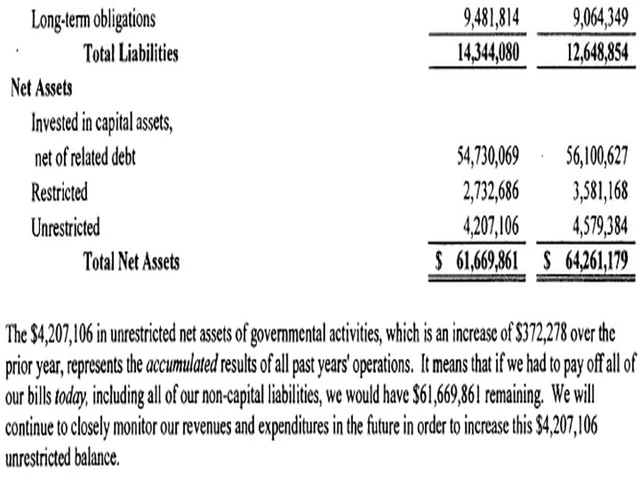 Long-term obligations 9,481,814 9,064,349
Total Liabilities 14,344,080 12,648,854
Net Assets
Invested in capital assets,
net of related debt 54,730,069 56,100,627
Restricted 2,732,686 3,581,168
Unrestricted 4,207,106 4,579,384
Total Net Assets $ 61,669,861 $ 64,261,179
The $4,207,106 in unrestricted net assets of governmental activities, which is an increase of $372,278 over the
prior year, represents the accumulated results of all past years' operations. It means that if we had to pay off all of
our bills today, including all of our non-capital liabilities, we would have $61,669,861 remaining. We will
continue to closely monitor our revenues and expenditures in the future in order to increase this $4,207,106
unrestricted balance.